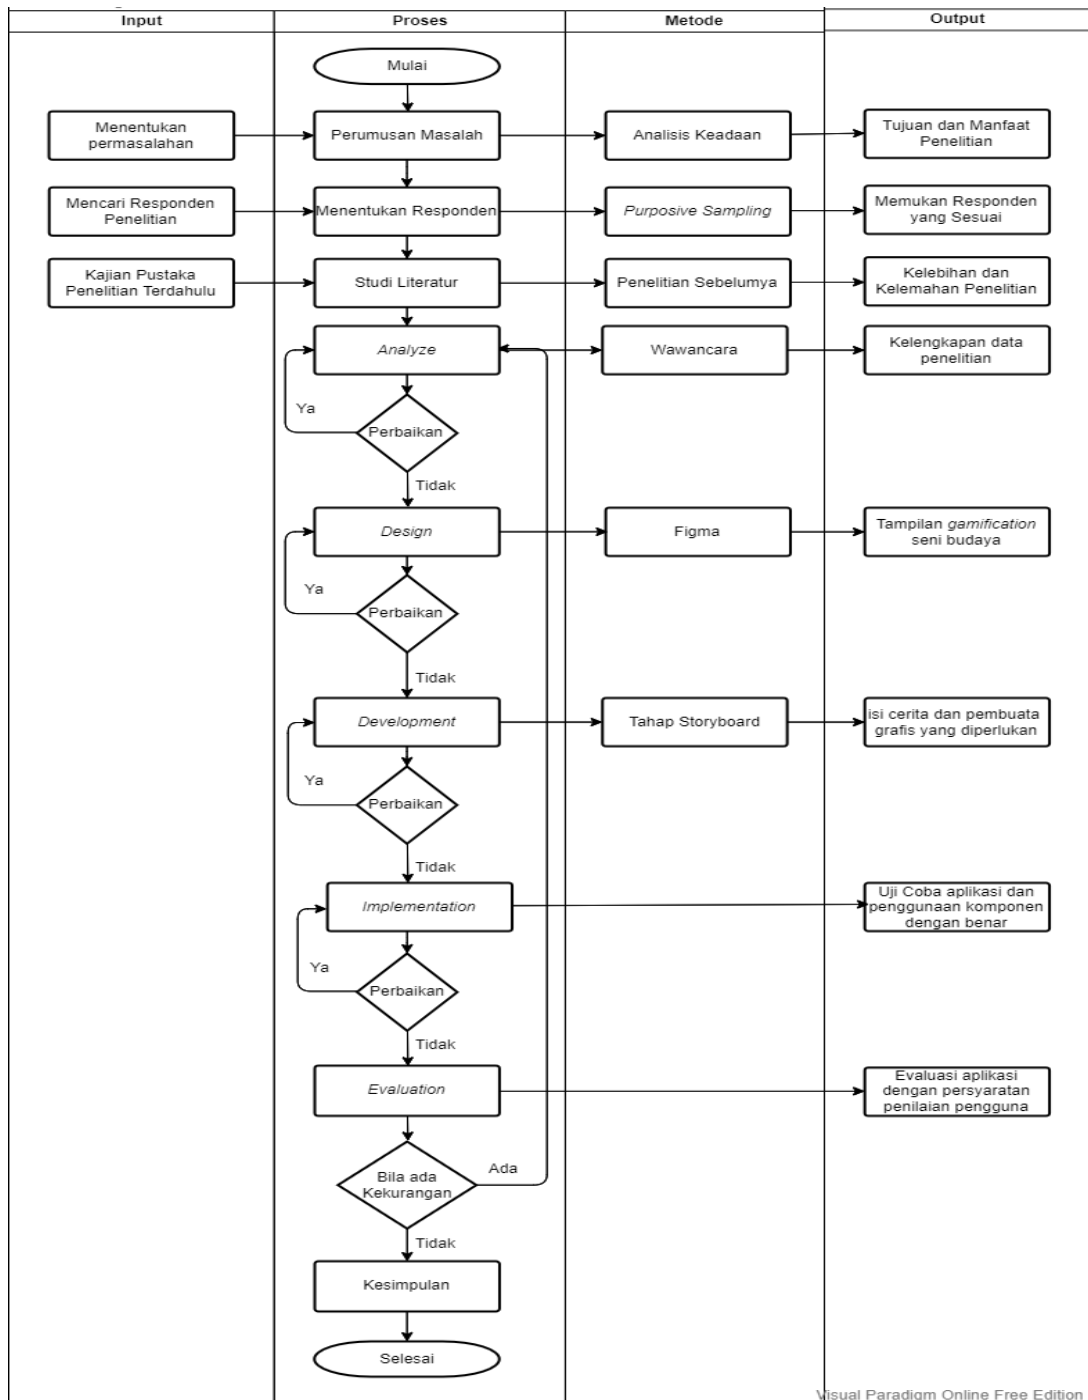 Input
Proses
Metode
Output
Mulai
Menentukan
permasalahan
Perumusan Masalah
Analisis Keadaan
Tujuan dan Manfaat
Penelitian
Mencari Responden
Penelitian
Menentukan Responden
Purposive Sampling
Memukan Responden
yang Sesuai
Kajian Pustaka
Penelitian Terdahulu
Studi Literatur
Penelitian Sebelumya
Kelebihan dan
Kelemahan Penelitian
Analyze
Wawancara
Kelengkapan data
penelitian
Ya
Perbaikan
Tidak
Design
Figma
Tampilan gamification
seni budaya
Ya
Perbaikan
Tidak
Development
Tahap Storyboard
isi cerita dan pembuata
grafis yang diperlukan
Ya
Perbaikan
Tidak
Implementation
Uji Coba aplikasi dan
penggunaan komponen
dengan benar
Ya
Perbaikan
Tidak
Evaluation
Evaluasi aplikasi
dengan persyaratan
penilaian pengguna
Bila ada
Kekurangan
Ada
Tidak
Kesimpulan
Selesai
Visual Paradigm Online Free Edition